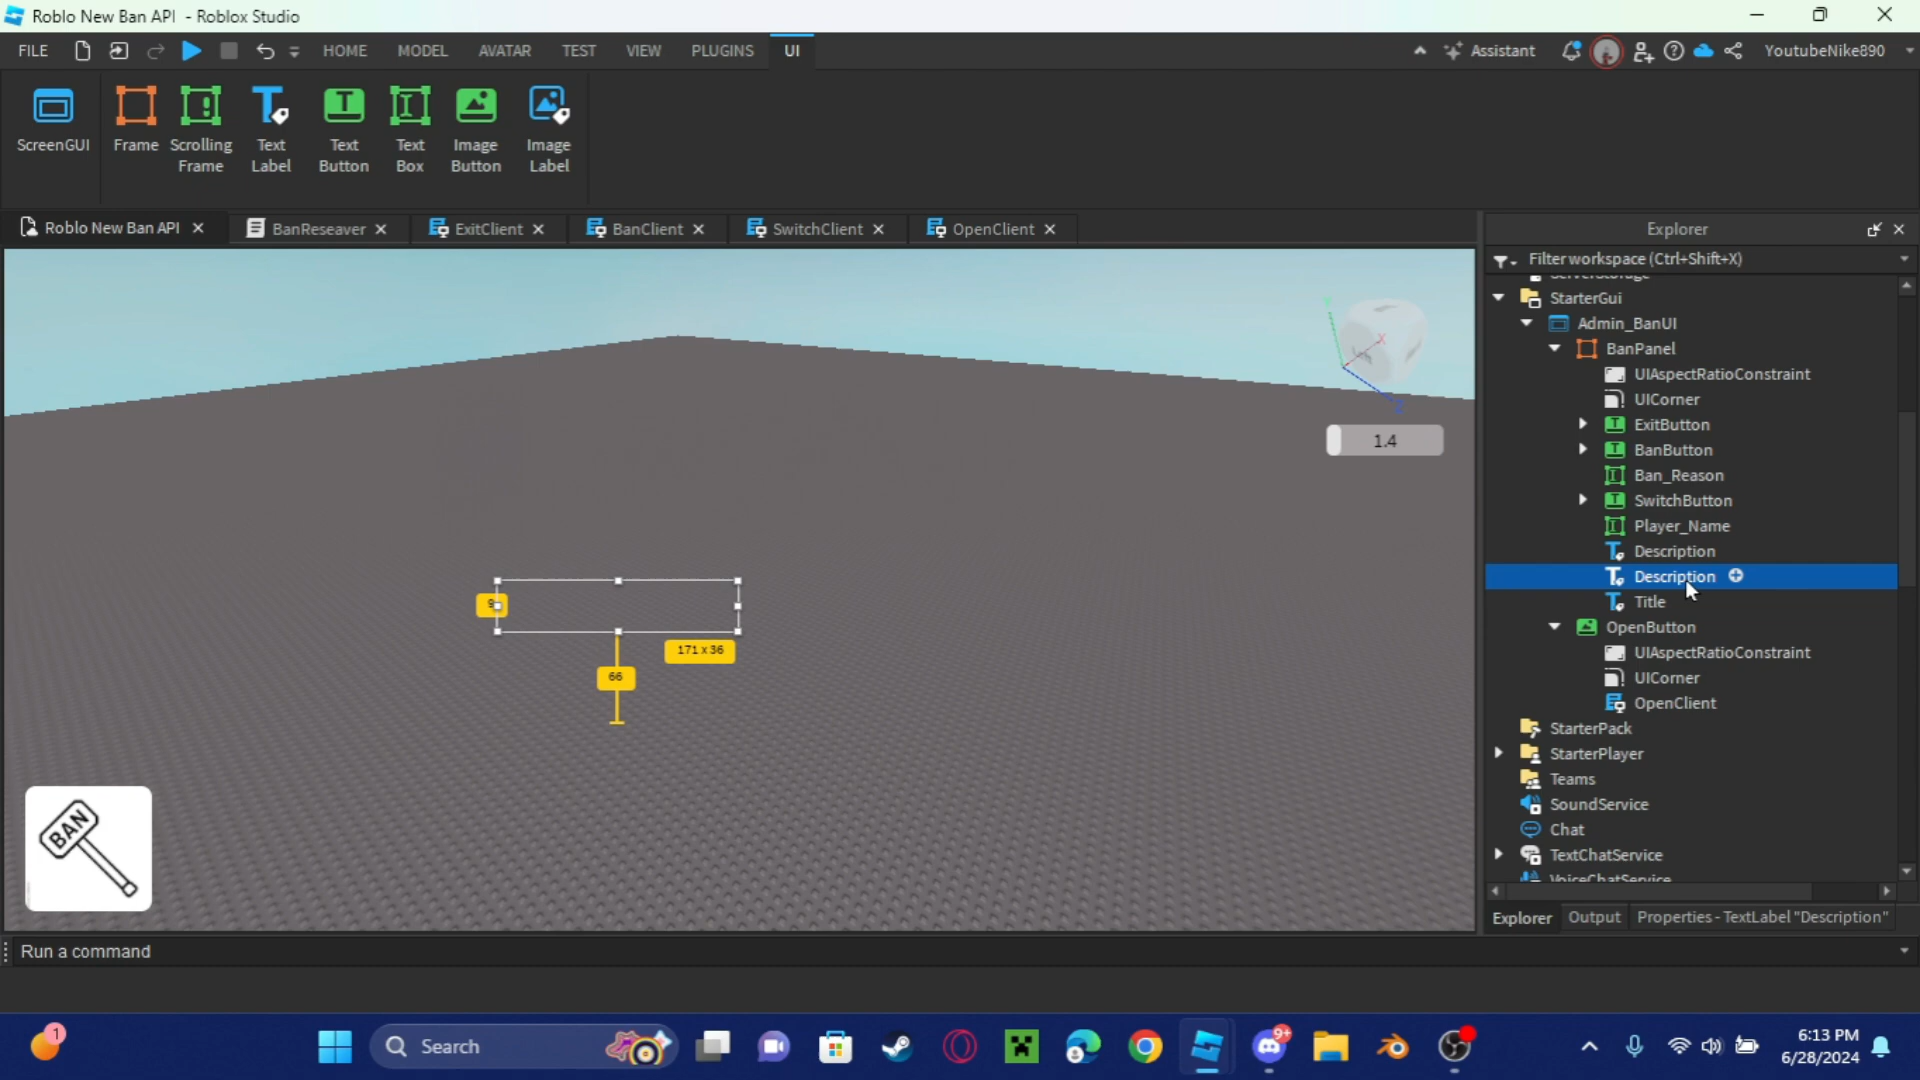 Roblo New Ban API - Roblox Studio
FILE HOME MODEL AVATAR TEST VIEW PLUGINS UI Assistant YoutubeNike890
ScreenGUI
Frame
Scrolling
Frame
Text
Label
Text
Button
Text
Box
Image
Button
Image
Label
Roblo New Ban API
BanReseaver
ExitClient
BanClient
SwitchClient
OpenClient
Explorer
Filter workspace (Ctrl+Shift+X)
StarterGui
Admin_BanUI
BanPanel
UIAspectRatioConstraint
UICorner
ExitButton
BanButton
Ban_Reason
SwitchButton
Player_Name
Description
Description
Title
OpenButton
UIAspectRatioConstraint
UICorner
OpenClient
StarterPack
StarterPlayer
Teams
SoundService
Chat
TextChatService
VoiceChatService
1.4
171 x 36
66
BAN
Explorer Output Properties - TextLabel "Description"
Run a command
1
Search
9+
6:13 PM
6/28/2024